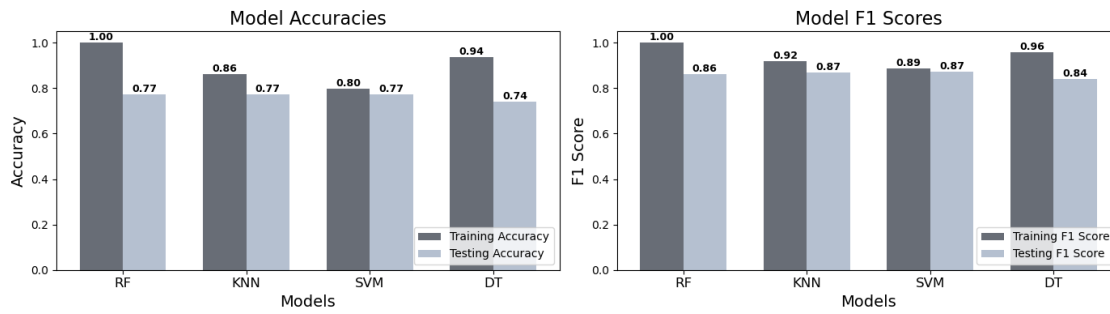 Model Accuracies
1.00
0.86
0.80
0.94
0.77
0.77
0.77
0.74
1.0
0.8
0.6
0.4
0.2
0.0
Accuracy
Training Accuracy
Testing Accuracy
RF KNN SVM DT
Models
Model F1 Scores
1.00
0.92
0.89
0.96
0.86
0.87
0.87
0.84
1.0
0.8
0.6
0.4
0.2
0.0
F1 Score
Training F1 Score
Testing F1 Score
RF KNN SVM DT
Models